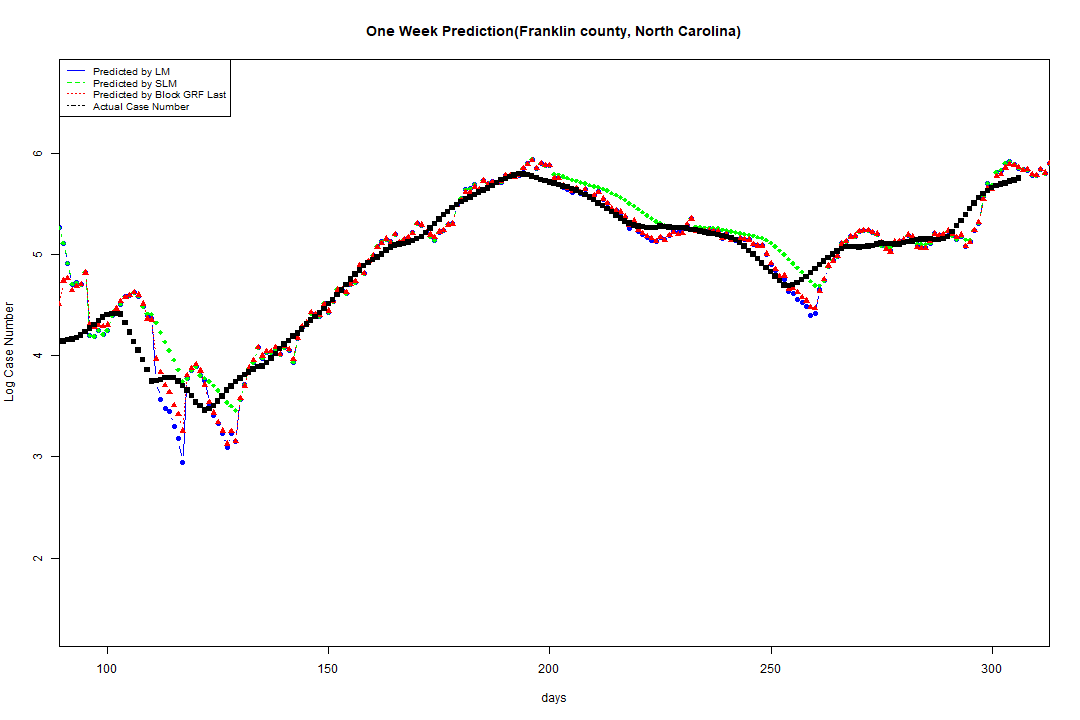 One Week Prediction(Franklin county, North Carolina)
Predicted by LM
Predicted by SLM
Predicted by Block GRF Last
Actual Case Number
Log Case Number
6
5
4
3
2
100 150 200 250 300
days